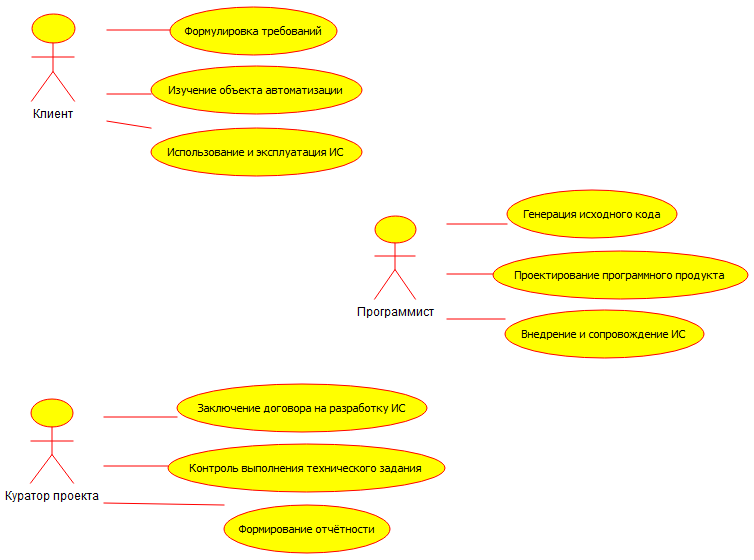 Формулировка требований
Изучение объекта автоматизации
Клиент
Использование и эксплуатация ИС
Генерация исходного кода
Проектирование программного продукта
Программист
Внедрение и сопровождение ИС
Заключение договора на разработку ИС
Контроль выполнения технического задания
Куратор проекта
Формирование отчётности